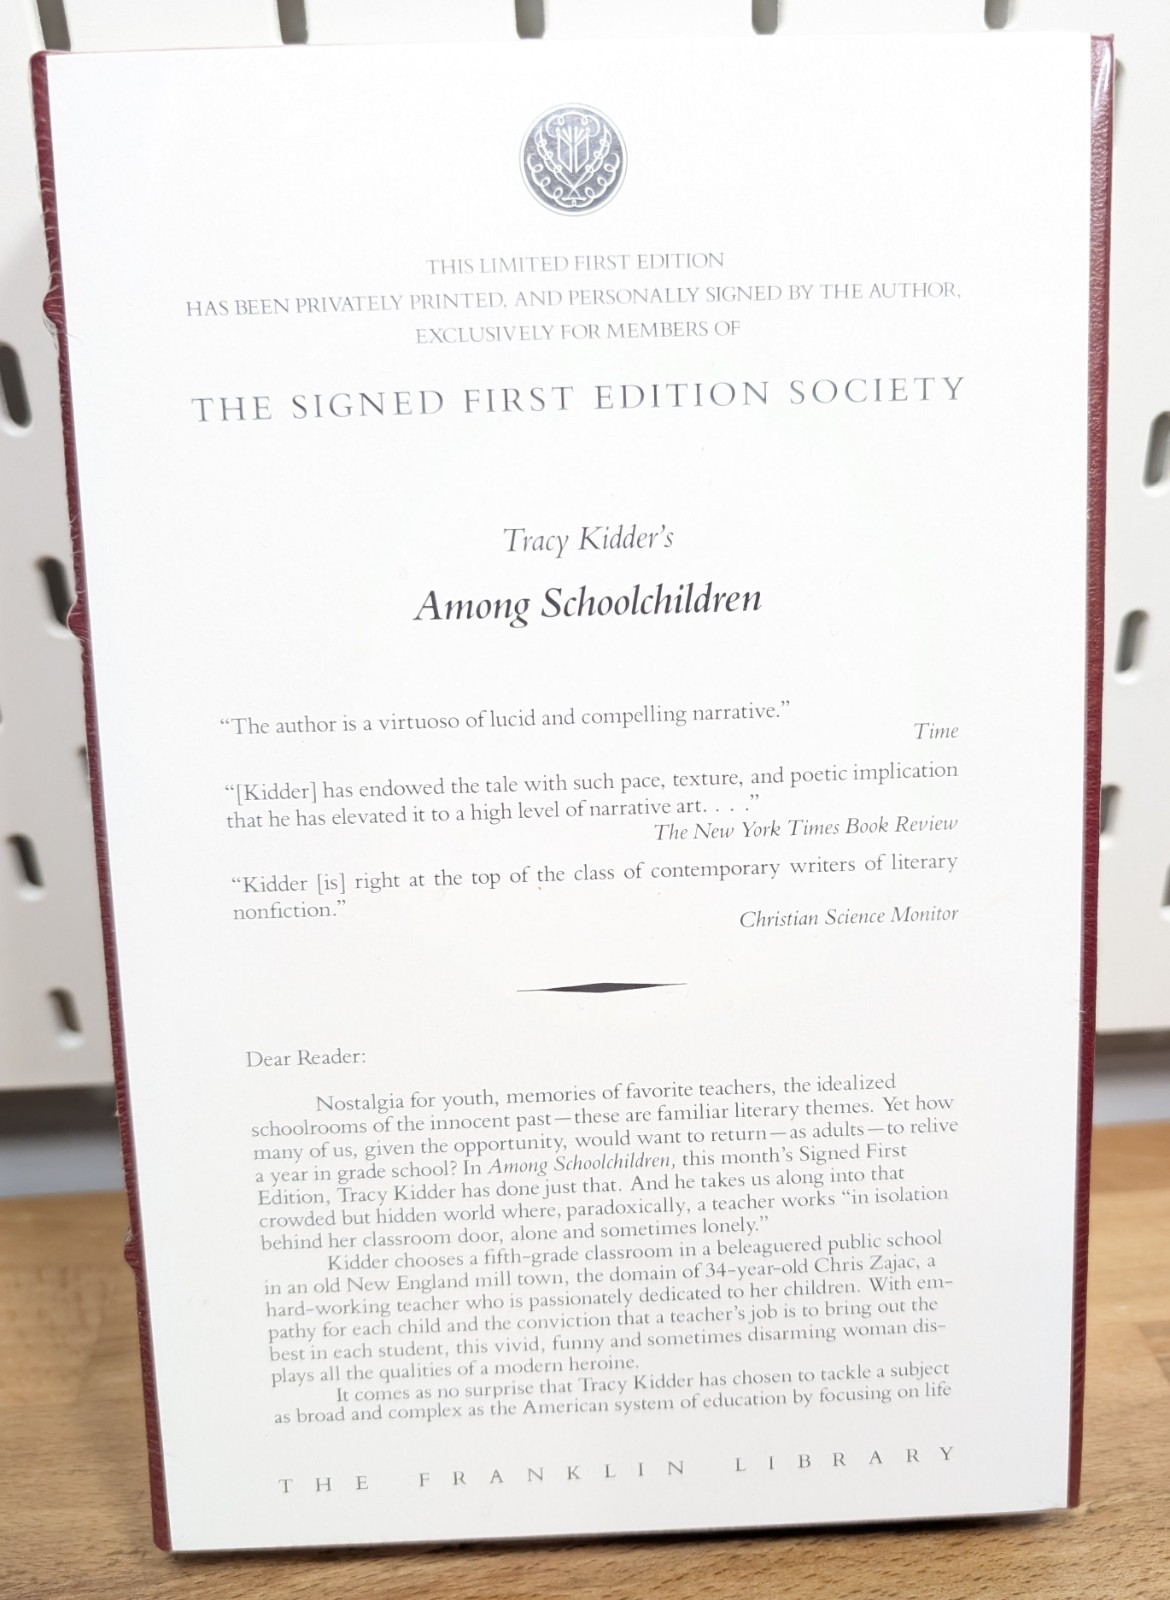 THIS LIMITED FIRST EDITION
HAS BEEN PRIVATELY PRINTED, AND PERSONALLY SIGNED BY THE AUTHOR,
EXCLUSIVELY FOR MEMBERS OF
THE SIGNED FIRST EDITION SOCIETY
Tracy Kidder's
Among Schoolchildren
“The author is a virtuoso of lucid and compelling narrative.”
Time
“[Kidder] has endowed the tale with such pace, texture, and poetic implication
that he has elevated it to a high level of narrative art. . . .”
The New York Times Book Review
“Kidder [is] right at the top of the class of contemporary writers of literary
nonfiction.”
Christian Science Monitor
Dear Reader:
Nostalgia for youth, memories of favorite teachers, the idealized
schoolrooms of the innocent past—these are familiar literary themes. Yet how
many of us, given the opportunity, would want to return—as adults—to relive
a year in grade school? In Among Schoolchildren, this month's Signed First
Edition, Tracy Kidder has done just that. And he takes us along into that
crowded but hidden world where, paradoxically, a teacher works “in isolation
behind her classroom door, alone and sometimes lonely.”
Kidder chooses a fifth-grade classroom in a beleaguered public school
in an old New England mill town, the domain of 34-year-old Chris Zajac, a
hard-working teacher who is passionately dedicated to her children. With em-
pathy for each child and the conviction that a teacher's job is to bring out the
best in each student, this vivid, funny and sometimes disarming woman dis-
plays all the qualities of a modern heroine.
It comes as no surprise that Tracy Kidder has chosen to tackle a subject
as broad and complex as the American system of education by focusing on life
THE FRANKLIN LIBRARY